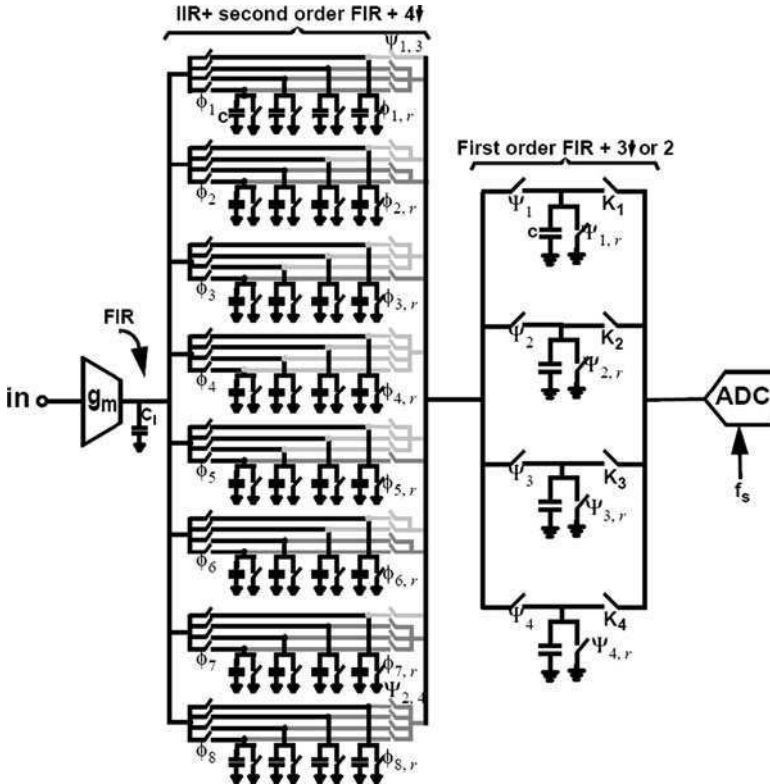 IIR+ second order FIR + 4
Ψ1, 3
ϕ1
C
ϕ1, r
ϕ2
ϕ2, r
ϕ3
ϕ3, r
ϕ4
ϕ4, r
ϕ5
ϕ5, r
ϕ6
ϕ6, r
ϕ7
ϕ7, r
Ψ2, 4
ϕ8
ϕ8, r
FIR
in
gm
CI
First order FIR + 3 or 2
Ψ1
K1
C
Ψ1, r
Ψ2
K2
Ψ2, r
Ψ3
K3
Ψ3, r
Ψ4
K4
Ψ4, r
ADC
fs